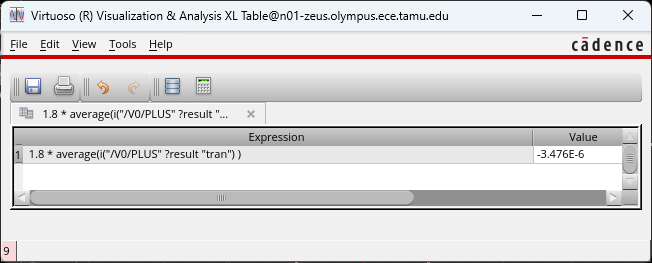 Virtuoso (R) Visualization & Analysis XL Table@n01-zeus.olympus.ece.tamu.edu
File Edit View Tools Help
cādence
1.8 * average(i("/V0/PLUS" ?result "...
Expression Value
1 1.8 * average(i("/V0/PLUS" ?result "tran") ) -3.476E-6
9